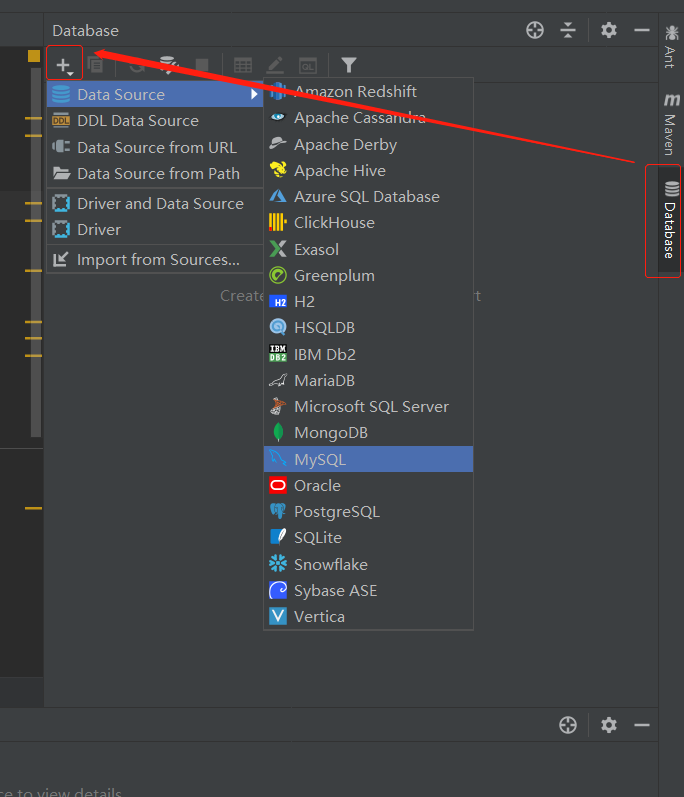 Database
Data Source
DDL Data Source
Data Source from URL
Data Source from Path
Driver and Data Source
Driver
Import from Sources...
Amazon Redshift
Apache Cassandra
Apache Derby
Apache Hive
Azure SQL Database
ClickHouse
Exasol
Greenplum
H2
HSQLDB
IBM Db2
MariaDB
Microsoft SQL Server
MongoDB
MySQL
Oracle
PostgreSQL
SQLite
Snowflake
Sybase ASE
Vertica
Create
Ant
Maven
Database
to view details